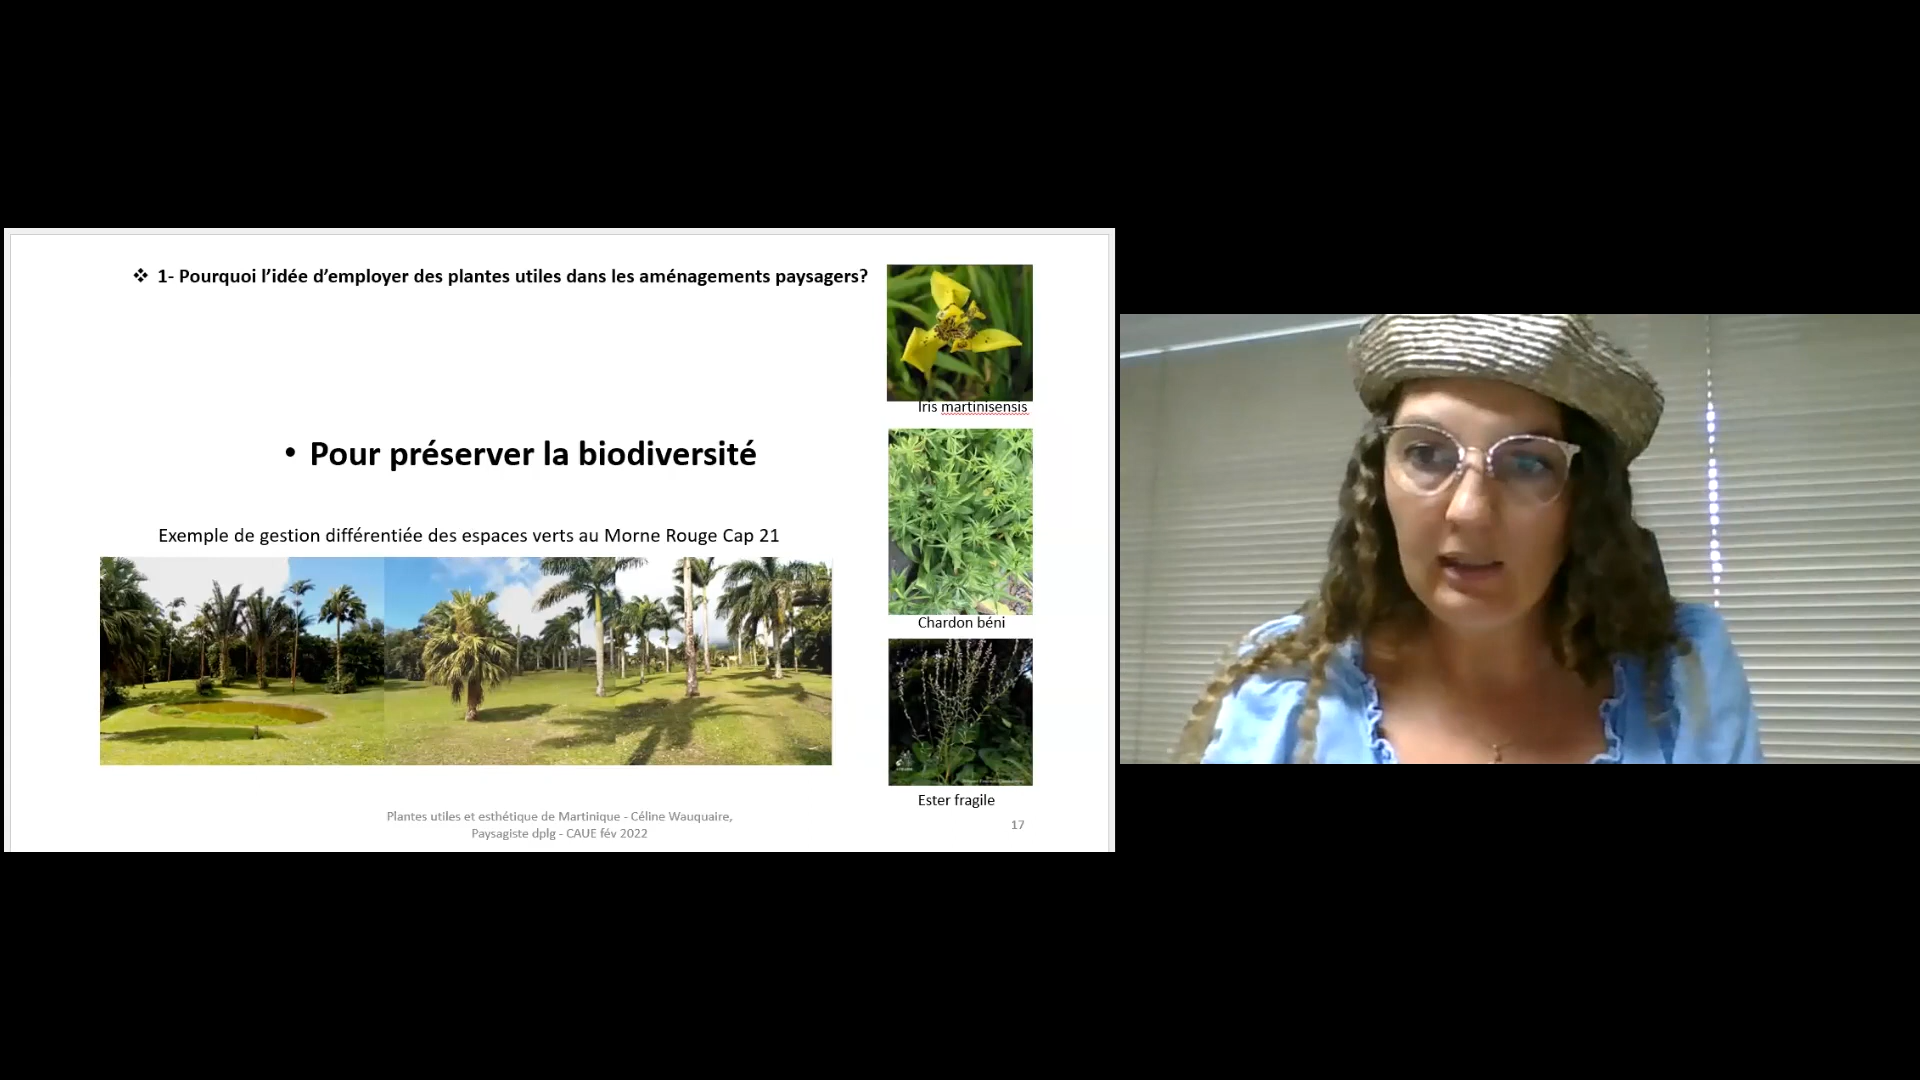 ❖ 1- Pourquoi l’idée d’employer des plantes utiles dans les aménagements paysagers?
Iris martinisensis
• Pour préserver la biodiversité
Exemple de gestion différentiée des espaces verts au Morne Rouge Cap 21
Chardon béni
Ester fragile
Plantes utiles et esthétique de Martinique - Céline Wauquaire,
Paysagiste dplg - CAUE fév 2022
17